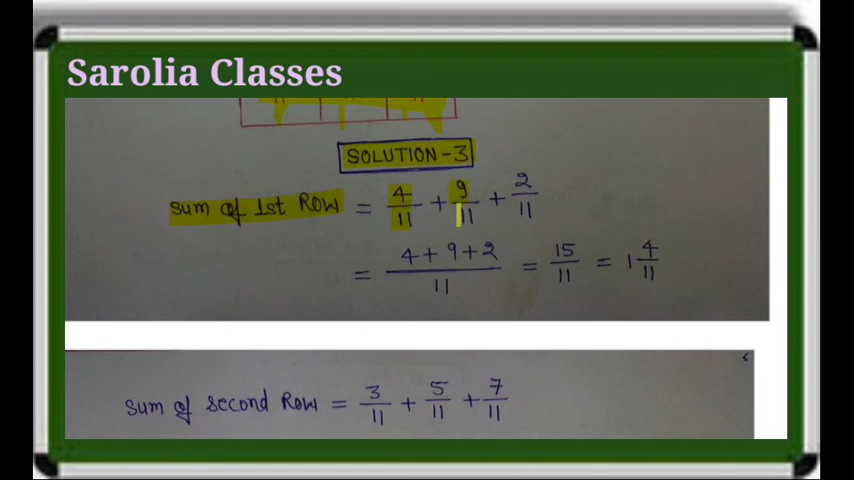 Sarolia Classes
SOLUTION-3
Sum of 1st Row = 4/11 + 9/11 + 2/11
= (4+9+2)/11 = 15/11 = 1 4/11
Sum of second Row = 3/11 + 5/11 + 7/11